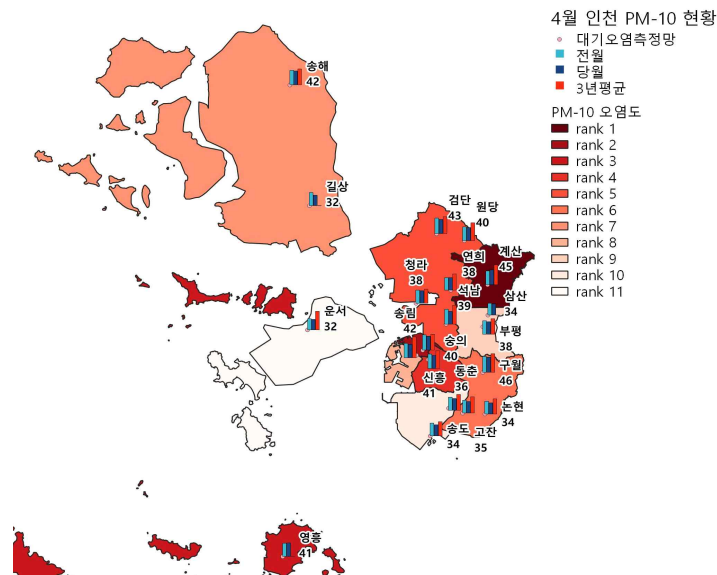 4월 인천 PM-10 현황
대기오염측정망
전월
당월
3년평균
PM-10 오염도
rank 1
rank 2
rank 3
rank 4
rank 5
rank 6
rank 7
rank 8
rank 9
rank 10
rank 11
송해
42
길상
32
검단
43
원당
40
연희
38
계산
45
청라
38
석남
39
삼산
34
운서
32
송림
42
숭의
40
부평
38
신흥
41
동춘
36
구월
46
논현
34
송도
34
고잔
35
영흥
41